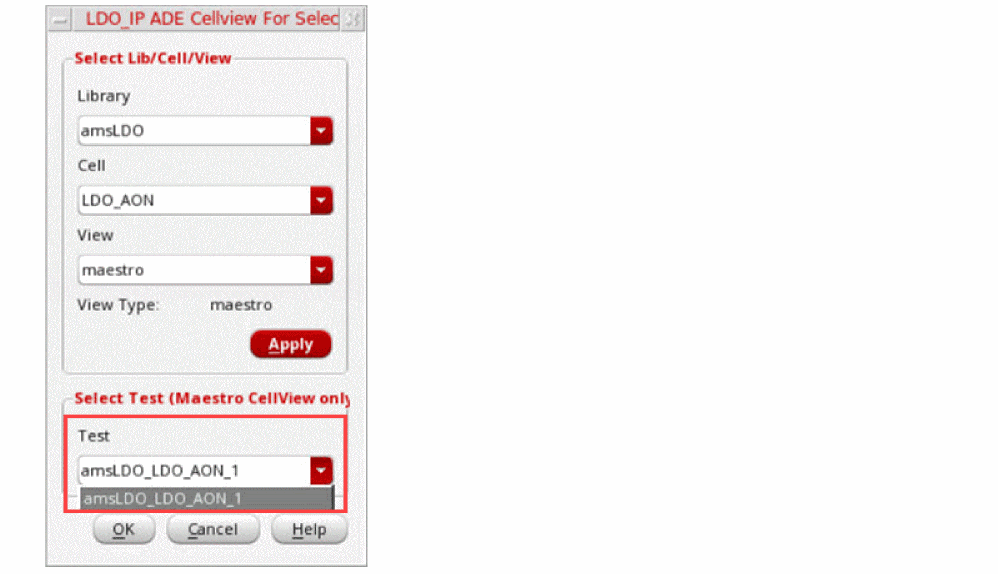 LDO_IP ADE Cellview For Selec
Select Lib/Cell/View
Library
amsLDO
Cell
LDO_AON
View
maestro
View Type: maestro
Apply
Select Test (Maestro CellView only
Test
amsLDO_LDO_AON_1
amsLDO_LDO_AON_1
OK Cancel Help